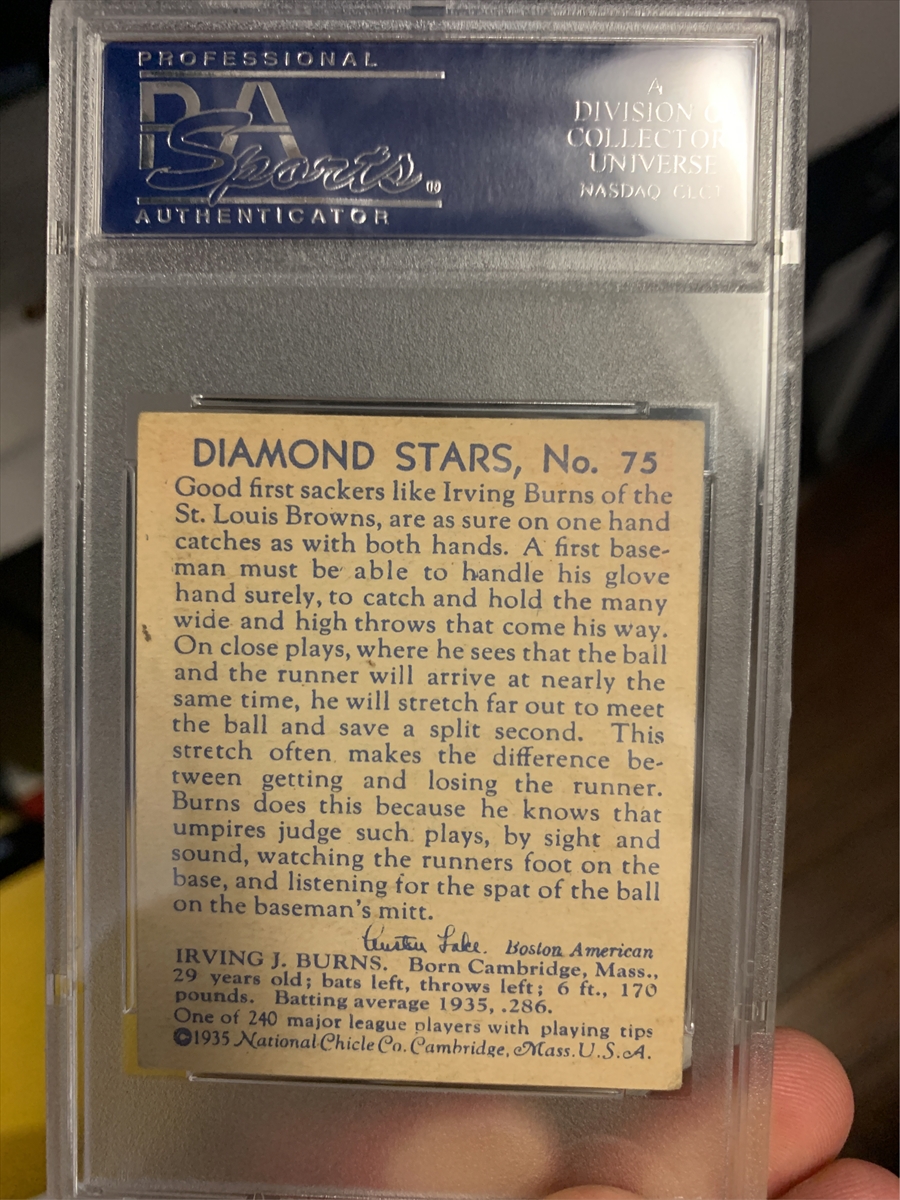 PROFESSIONAL
PSA
Sports
AUTHENTICATOR
A
DIVISION
COLLECTOR
UNIVERSE
NASDAQ CLCT
DIAMOND STARS, No. 75
Good first sackers like Irving Burns of the
St. Louis Browns, are as sure on one hand
catches as with both hands. A first base-
man must be able to handle his glove
hand surely, to catch and hold the many
wide and high throws that come his way.
On close plays, where he sees that the ball
and the runner will arrive at nearly the
same time, he will stretch far out to meet
the ball and save a split second. This
stretch often makes the difference be-
tween getting and losing the runner.
Burns does this because he knows that
umpires judge such plays, by sight and
sound, watching the runners foot on the
base, and listening for the spat of the ball
on the baseman's mitt.
Austen Lake. Boston American
IRVING J. BURNS. Born Cambridge, Mass.,
29 years old; bats left, throws left; 6 ft., 170
pounds. Batting average 1935, .286.
One of 240 major league players with playing tips
©1935 National Chicle Co. Cambridge, Mass. U.S.A.